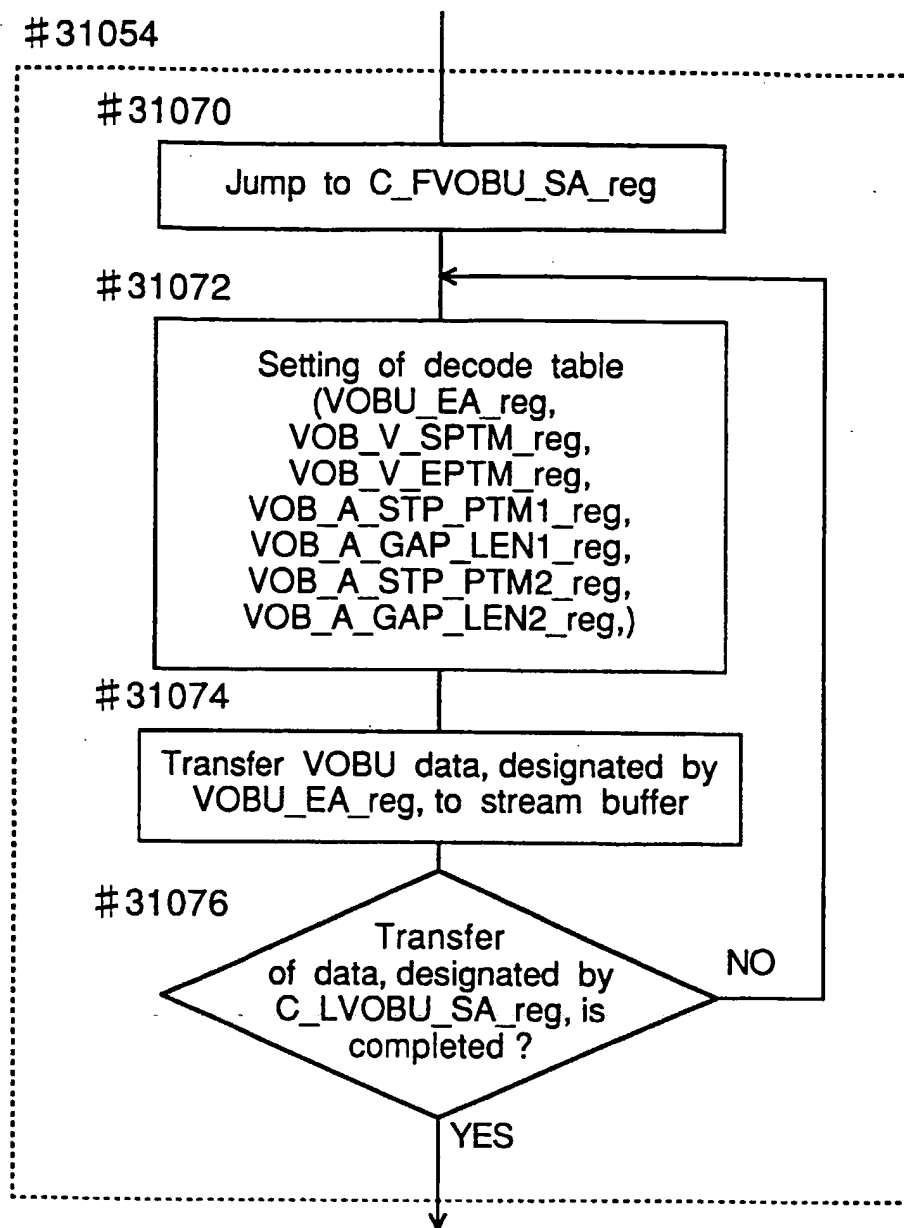 #31054
#31070
Jump to C_FVOBU_SA_reg
#31072
Setting of decode table
(VOBU_EA_reg,
VOB_V_SPTM_reg,
VOB_V_EPTM_reg,
VOB_A_STP_PTM1_reg,
VOB_A_GAP_LEN1_reg,
VOB_A_STP_PTM2_reg,
VOB_A_GAP_LEN2_reg,)
#31074
Transfer VOBU data, designated by
VOBU_EA_reg, to stream buffer
#31076
Transfer
of data, designated by
C_LVOBU_SA_reg, is
completed ?
NO
YES